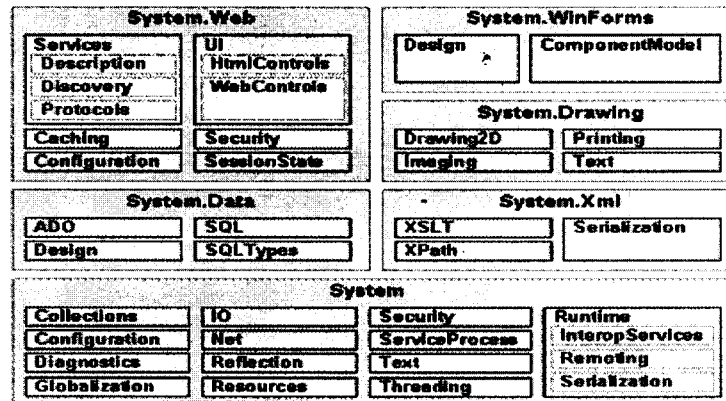 System.Web
Services
Description
Discovery
Protocols
UI
HtmlControls
WebControls
Caching
Security
Configuration
SessionState
System.WinForms
Design
ComponentModel
System.Drawing
Drawing2D
Printing
Imaging
Text
System.Data
ADO
SQL
Design
SQLTypes
System.Xml
XSLT
Serialization
XPath
System
Collections
Configuration
Diagnostics
Globalization
IO
Net
Reflection
Resources
Security
ServiceProcess
Text
Threading
Runtime
InteropServices
Remoting
Serialization